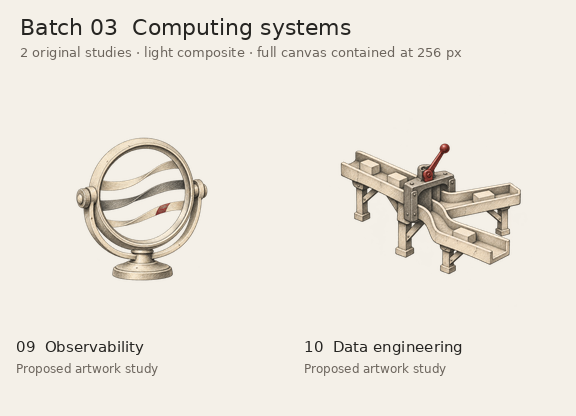 Batch 03 Computing systems
2 original studies · light composite · full canvas contained at 256 px
09 Observability
Proposed artwork study
10 Data engineering
Proposed artwork study